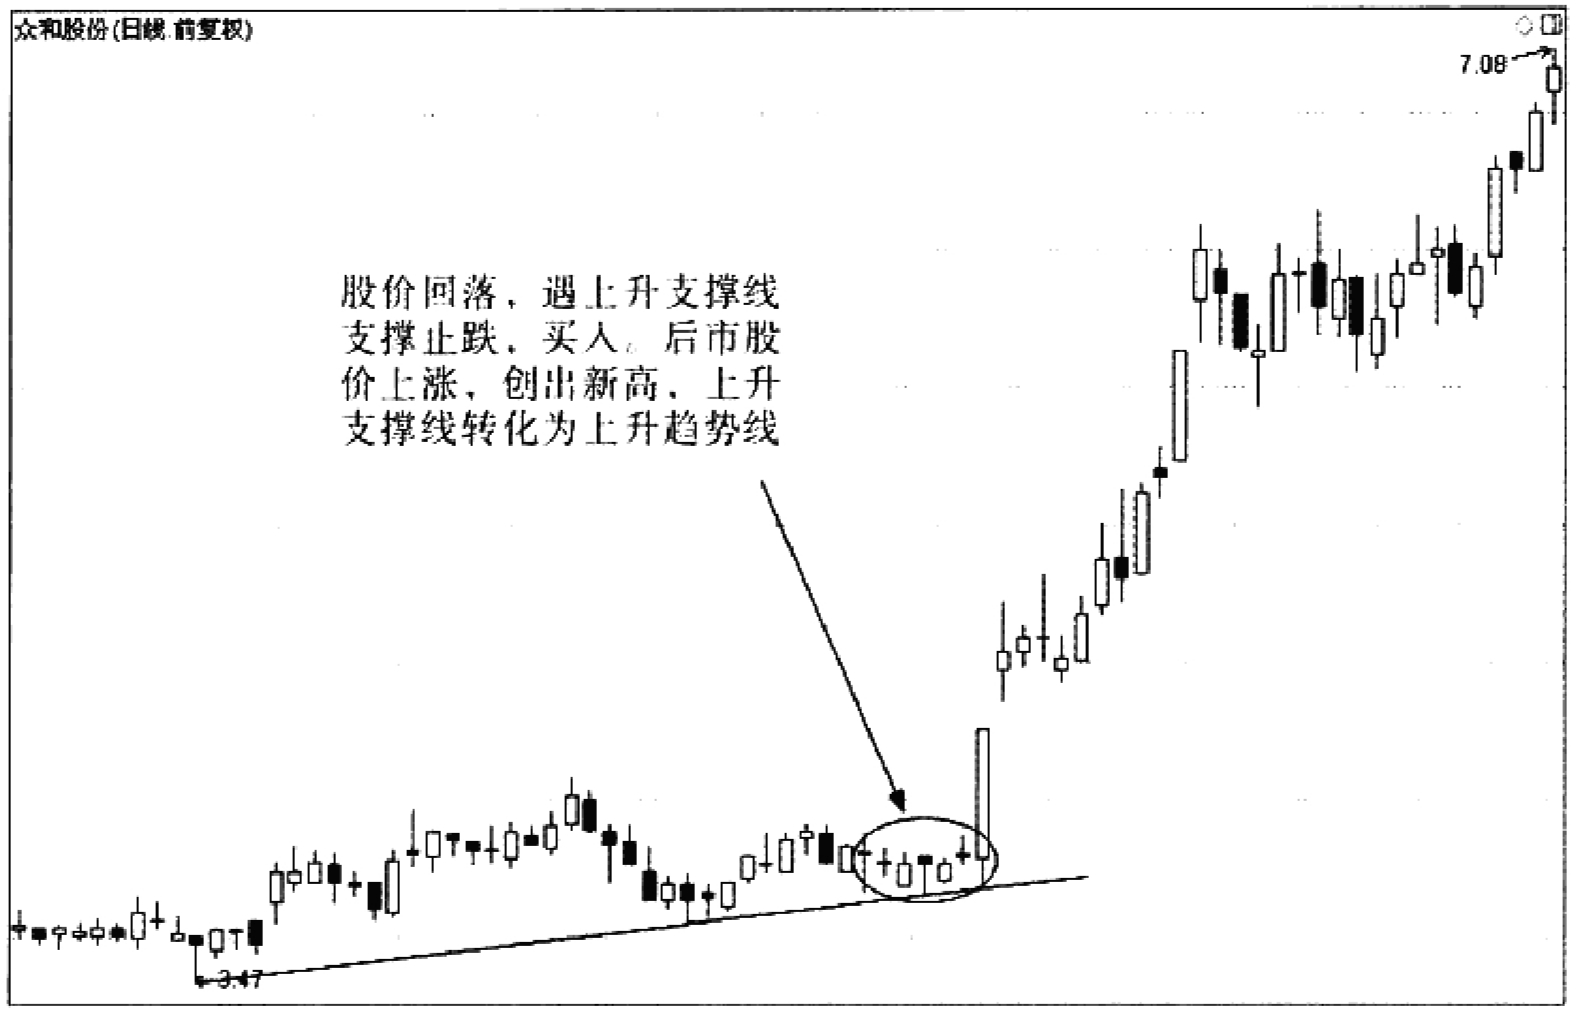 众和股份(日线.前复权)
7.08
股价回落，遇上升支撑线
支撑止跌，买入。后市股
价上涨，创出新高，上升
支撑线转化为上升趋势线
3.47